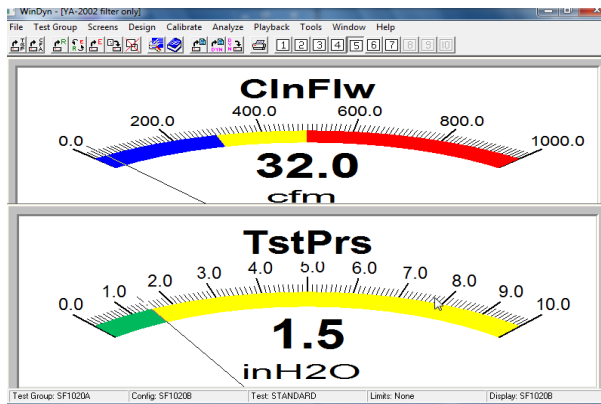 WinDyn - [YA-2002 filter only)
File Test Group Screens Design Calibrate Analyze Playback Tools Window Help
1 2 3 4 5 6 7 8 9 10
ClnFlw
0.0 200.0 400.0 600.0 800.0 1000.0
32.0
cfm
TstPrs
0.0 1.0 2.0 3.0 4.0 5.0 6.0 7.0 8.0 9.0 10.0
1.5
inH2O
Test Group: SF1020A Config: SF1020B Test: STANDARD Limits: None Display: SF1020B